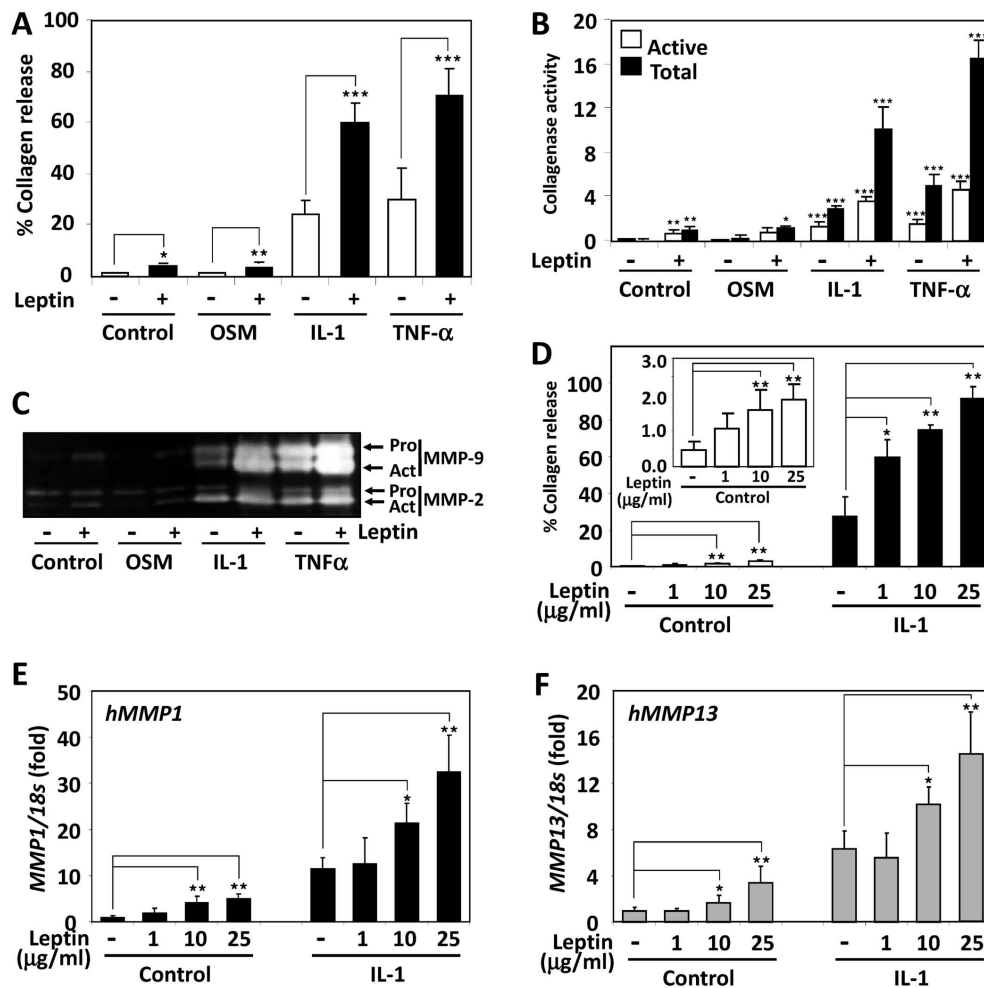 A
% Collagen release
100
80
60
40
20
0
*
**
***
***
Leptin - + - + - + - +
Control OSM IL-1 TNF-α
B
Active
Total
Collagenase activity
20
16
12
8
4
0
** **
*
*** *** *** ***
*** *** *** ***
Leptin - + - + - + - +
Control OSM IL-1 TNF-α
C
Pro
Act
MMP-9
Pro
Act
MMP-2
- + - + - + - + Leptin
Control OSM IL-1 TNFα
D
% Collagen release
100
80
60
40
20
0
3.0
2.0
1.0
0.0
** **
Leptin - 1 10 25
(µg/ml) Control
** **
* ** **
Leptin - 1 10 25 - 1 10 25
(µg/ml) Control IL-1
E
hMMP1
MMP1/18s (fold)
50
40
30
20
10
0
** **
* **
Leptin - 1 10 25 - 1 10 25
(µg/ml) Control IL-1
F
hMMP13
MMP13/18s (fold)
20
16
12
8
4
0
* **
* **
Leptin - 1 10 25 - 1 10 25
(µg/ml) Control IL-1